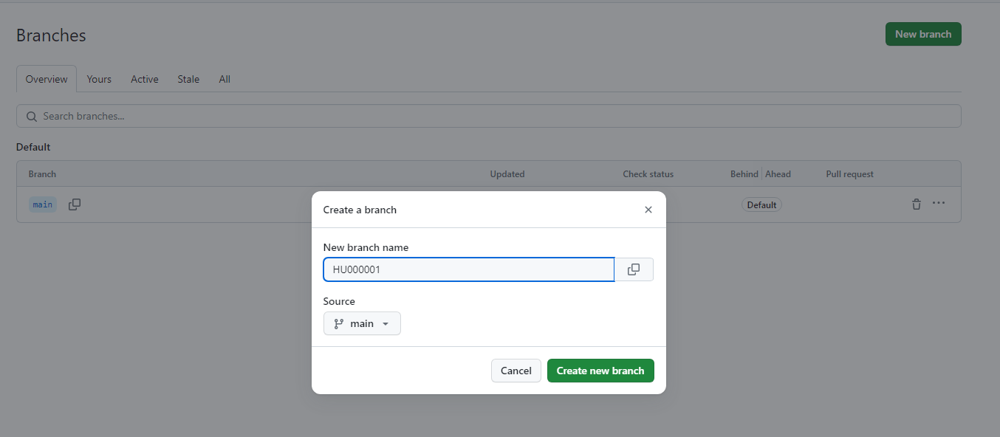 Branches
New branch
Overview Yours Active Stale All
Search branches...
Default
Branch Updated Check status Behind Ahead Pull request
main Default
Create a branch
New branch name
HU000001
Source
main
Cancel Create new branch